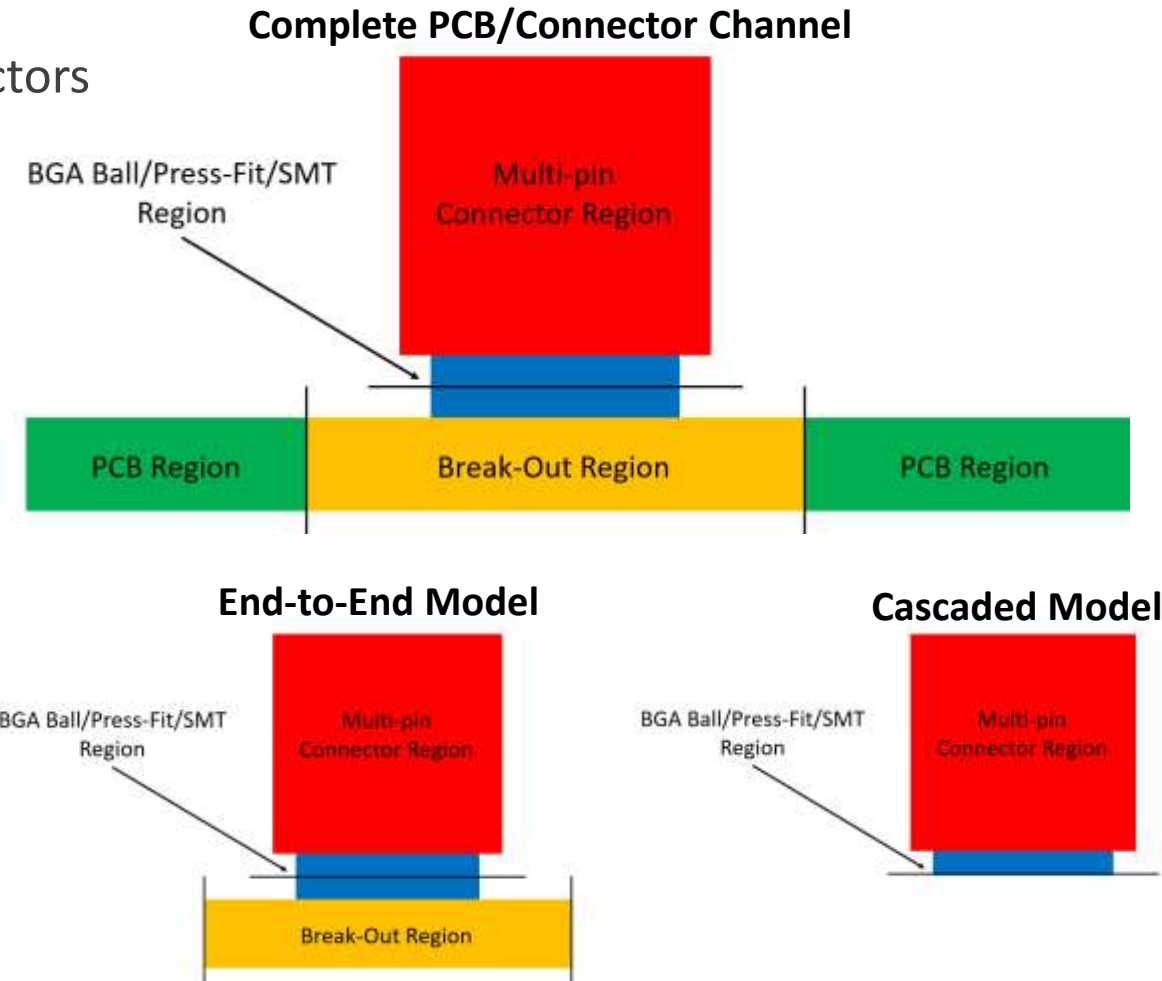 Complete PCB/Connector Channel
ctors
BGA Ball/Press-Fit/SMT
Region
Multi-pin
Connector Region
PCB Region
Break-Out Region
PCB Region
End-to-End Model
Cascaded Model
BGA Ball/Press-Fit/SMT
Region
Multi-pin
Connector Region
Break-Out Region
BGA Ball/Press-Fit/SMT
Region
Multi-pin
Connector Region